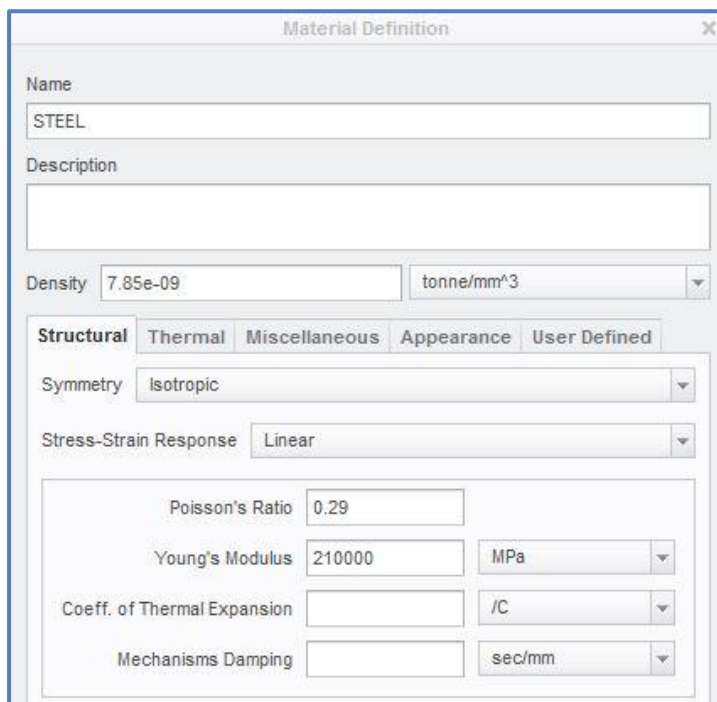 Material Definition
Name
STEEL
Description
Density 7.85e-09 tonne/mm^3
Structural Thermal Miscellaneous Appearance User Defined
Symmetry Isotropic
Stress-Strain Response Linear
Poisson's Ratio 0.29
Young's Modulus 210000 MPa
Coeff. of Thermal Expansion /C
Mechanisms Damping sec/mm